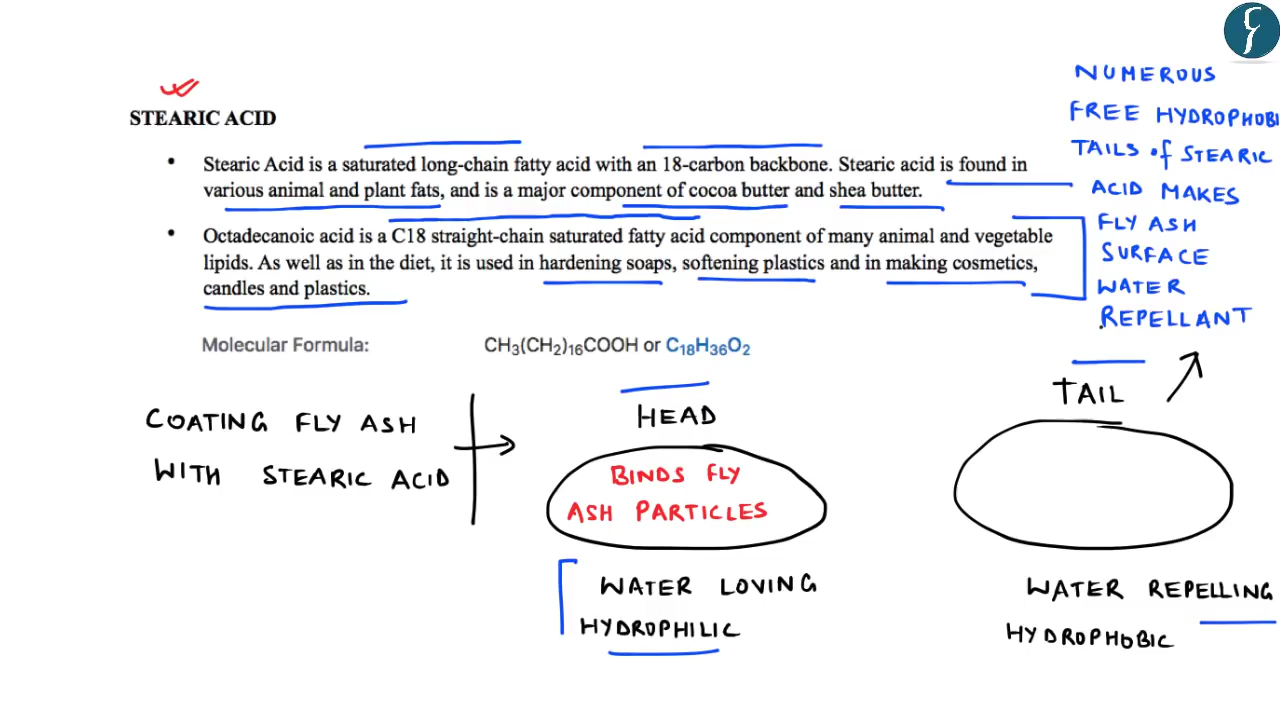 STEARIC ACID
• Stearic Acid is a saturated long-chain fatty acid with an 18-carbon backbone. Stearic acid is found in
various animal and plant fats, and is a major component of cocoa butter and shea butter.
• Octadecanoic acid is a C18 straight-chain saturated fatty acid component of many animal and vegetable
lipids. As well as in the diet, it is used in hardening soaps, softening plastics and in making cosmetics,
candles and plastics.
Molecular Formula: CH3(CH2)16COOH or C18H36O2
NUMEROUS
FREE HYDROPHOBI
TAILS of STEARIC
ACID MAKES
FLY ASH
SURFACE
WATER
REPELLANT
COATING FLY ASH
WITH STEARIC ACID
HEAD
BINDS FLY
ASH PARTICLES
WATER LOVING
HYDROPHILIC
TAIL
WATER REPELLING
HYDROPHOBIC